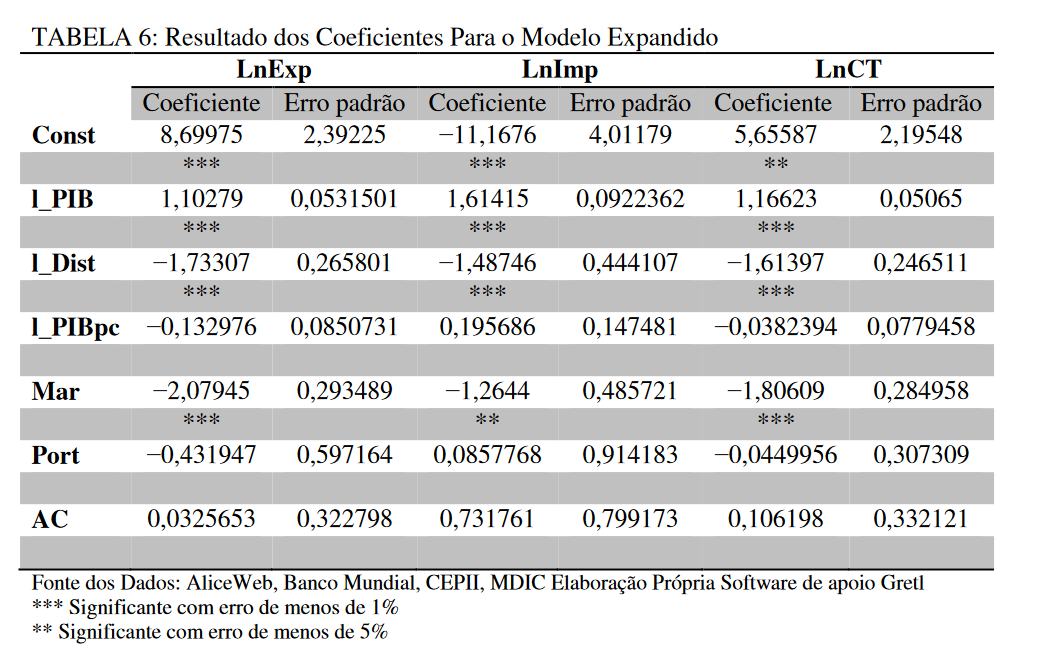 TABELA 6: Resultado dos Coeficientes Para o Modelo Expandido
LnExp LnImp LnCT
Coeficiente Erro padrão Coeficiente Erro padrão Coeficiente Erro padrão
Const 8,69975 2,39225 −11,1676 4,01179 5,65587 2,19548
*** *** **
l_PIB 1,10279 0,0531501 1,61415 0,0922362 1,16623 0,05065
*** *** ***
l_Dist −1,73307 0,265801 −1,48746 0,444107 −1,61397 0,246511
*** *** ***
l_PIBpc −0,132976 0,0850731 0,195686 0,147481 −0,0382394 0,0779458
Mar −2,07945 0,293489 −1,2644 0,485721 −1,80609 0,284958
*** ** ***
Port −0,431947 0,597164 0,0857768 0,914183 −0,0449956 0,307309
AC 0,0325653 0,322798 0,731761 0,799173 0,106198 0,332121
Fonte dos Dados: AliceWeb, Banco Mundial, CEPII, MDIC Elaboração Própria Software de apoio Gretl
*** Significante com erro de menos de 1%
** Significante com erro de menos de 5%